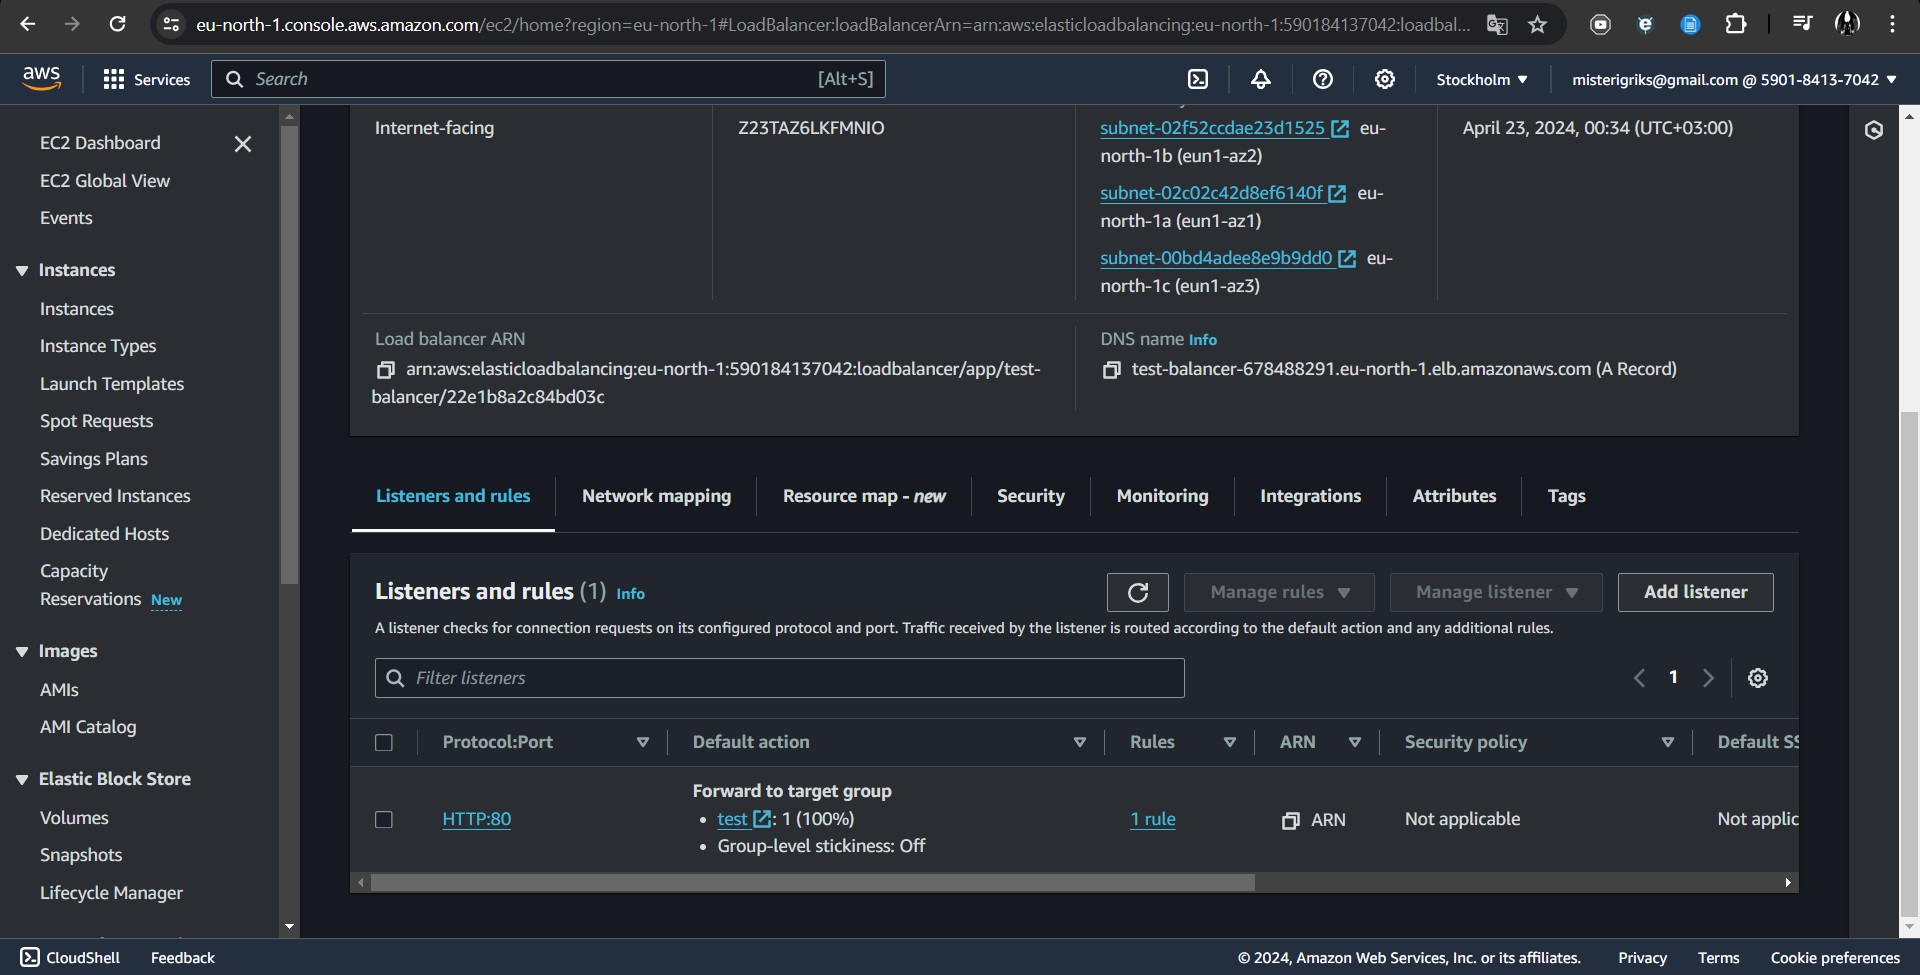 eu-north-1.console.aws.amazon.com/ec2/home?region=eu-north-1#LoadBalancer:loadBalancerArn=arn:aws:elasticloadbalancing:eu-north-1:590184137042:loadbal...
aws
Services
Search
[Alt+S]
Stockholm
misterigriks@gmail.com @ 5901-8413-7042
EC2 Dashboard
EC2 Global View
Events
Instances
Instances
Instance Types
Launch Templates
Spot Requests
Savings Plans
Reserved Instances
Dedicated Hosts
Capacity
Reservations New
Images
AMIs
AMI Catalog
Elastic Block Store
Volumes
Snapshots
Lifecycle Manager
Internet-facing
Z23TAZ6LKFMNIO
subnet-02f52ccdae23d1525 eu-
north-1b (eun1-az2)
subnet-02c02c42d8ef6140f eu-
north-1a (eun1-az1)
subnet-00bd4adee8e9b9dd0 eu-
north-1c (eun1-az3)
April 23, 2024, 00:34 (UTC+03:00)
Load balancer ARN
arn:aws:elasticloadbalancing:eu-north-1:590184137042:loadbalancer/app/test-
balancer/22e1b8a2c84bd03c
DNS name Info
test-balancer-678488291.eu-north-1.elb.amazonaws.com (A Record)
Listeners and rules
Network mapping
Resource map - new
Security
Monitoring
Integrations
Attributes
Tags
Listeners and rules (1) Info
Manage rules
Manage listener
Add listener
A listener checks for connection requests on its configured protocol and port. Traffic received by the listener is routed according to the default action and any additional rules.
Filter listeners
1
Protocol:Port
Default action
Rules
ARN
Security policy
Default SS
HTTP:80
Forward to target group
• test: 1 (100%)
• Group-level stickiness: Off
1 rule
ARN
Not applicable
Not applic
CloudShell
Feedback
© 2024, Amazon Web Services, Inc. or its affiliates.
Privacy
Terms
Cookie preferences